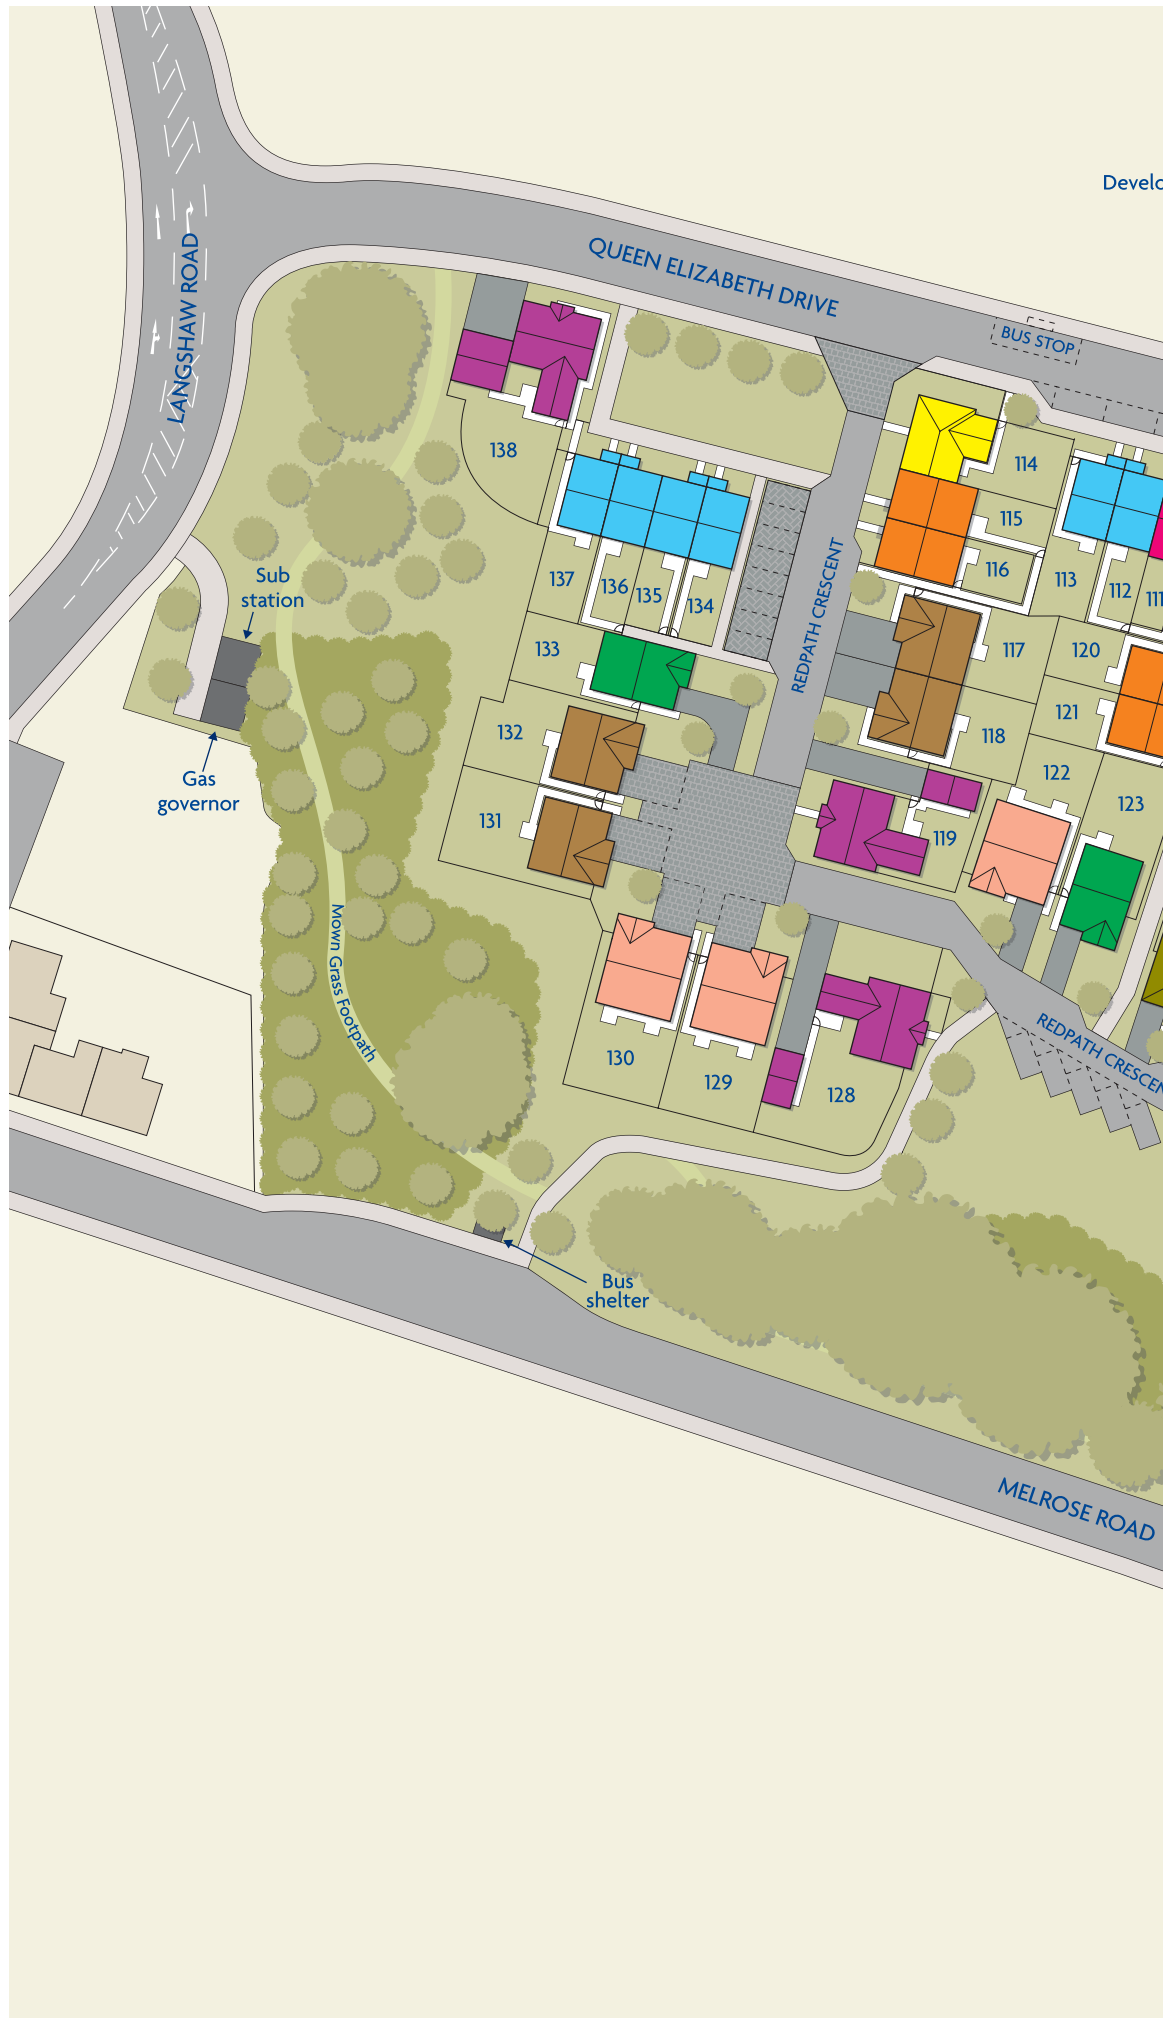 Develo
QUEEN ELIZABETH DRIVE
LANGSHAW ROAD
BUS STOP
138
114
115
116
113
112
111
137
136
135
134
REDPATH CRESCENT
Sub
station
133
117
120
132
118
121
122
123
Gas
governor
131
119
Mown Grass Footpath
REDPATH CRESCEN
130
129
128
Bus
shelter
MELROSE ROAD